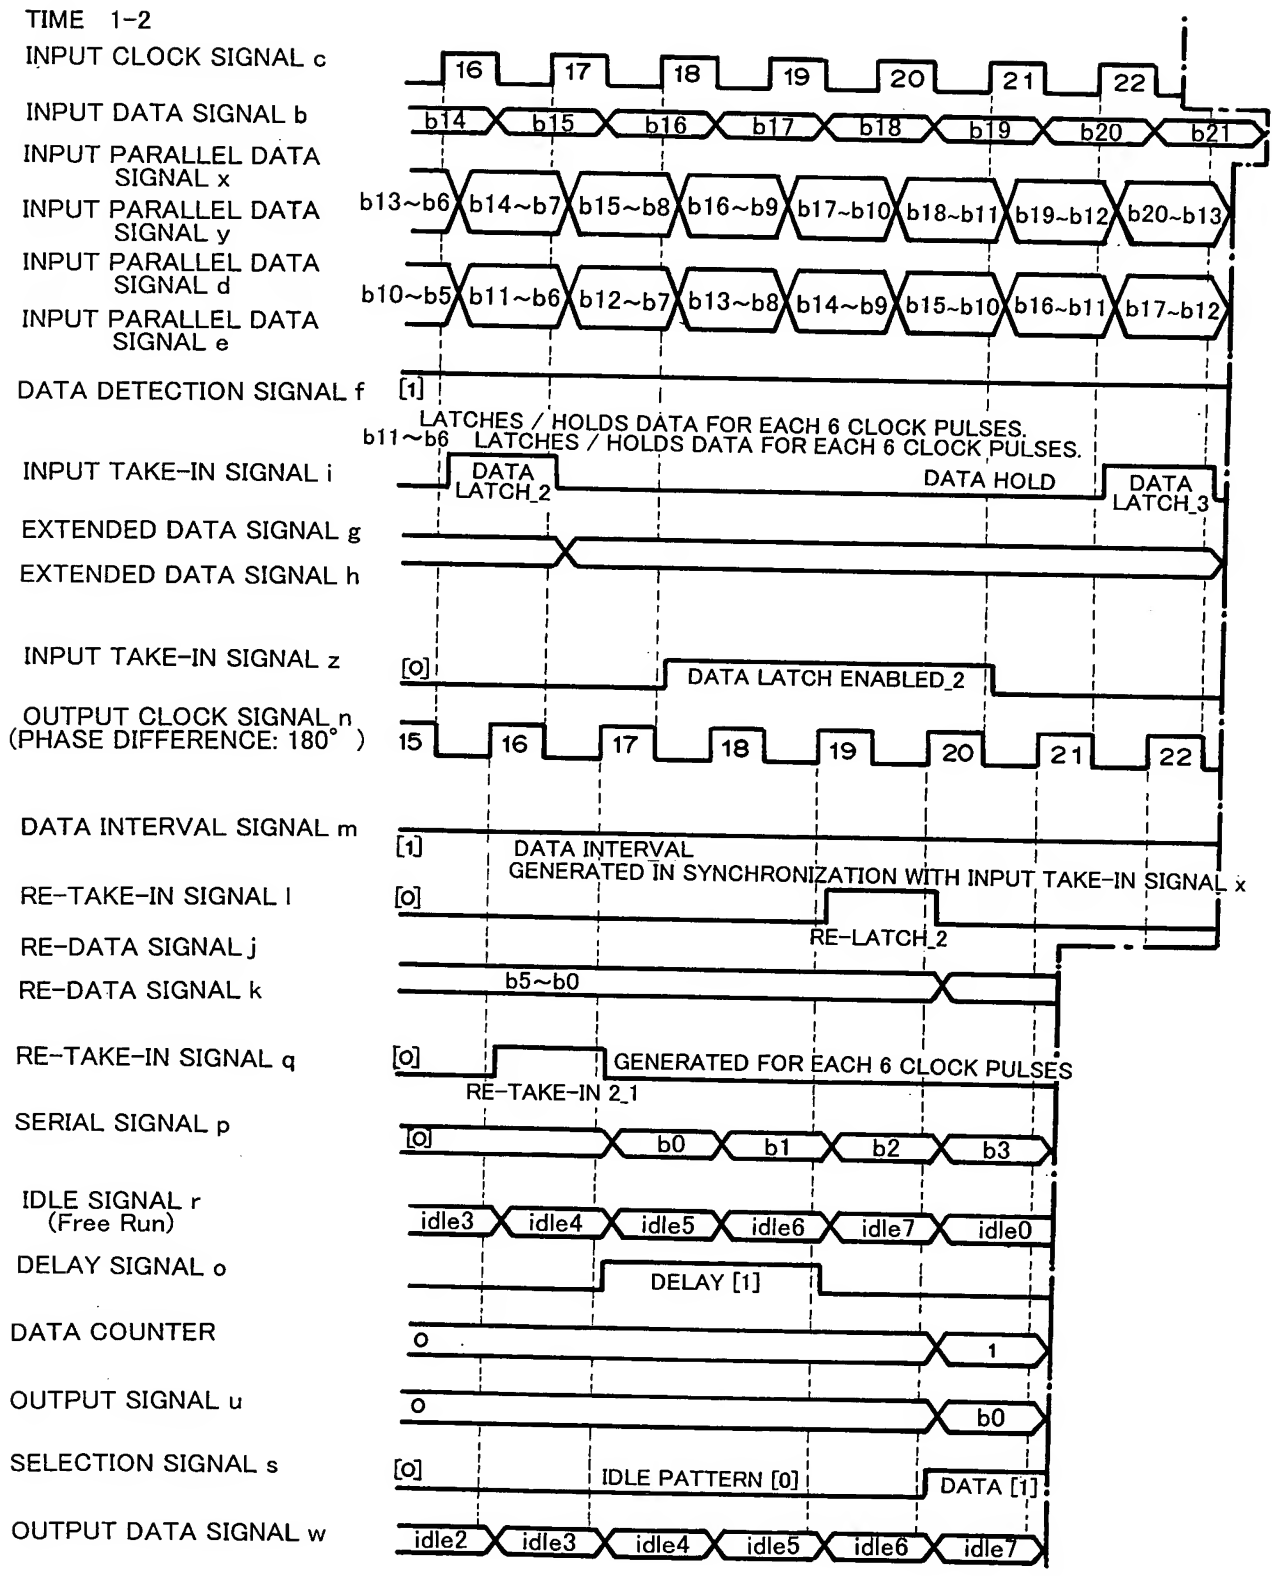 TIME 1-2
INPUT CLOCK SIGNAL c
16 17 18 19 20 21 22
INPUT DATA SIGNAL b
b14 b15 b16 b17 b18 b19 b20 b21
INPUT PARALLEL DATA
SIGNAL x
INPUT PARALLEL DATA
SIGNAL y
b13~b6 b14~b7 b15~b8 b16~b9 b17~b10 b18~b11 b19~b12 b20~b13
INPUT PARALLEL DATA
SIGNAL d
INPUT PARALLEL DATA
SIGNAL e
b10~b5 b11~b6 b12~b7 b13~b8 b14~b9 b15~b10 b16~b11 b17~b12
DATA DETECTION SIGNAL f [1]
LATCHES / HOLDS DATA FOR EACH 6 CLOCK PULSES.
b11~b6 LATCHES / HOLDS DATA FOR EACH 6 CLOCK PULSES.
INPUT TAKE-IN SIGNAL i
DATA
LATCH_2
DATA HOLD
DATA
LATCH_3
EXTENDED DATA SIGNAL g
EXTENDED DATA SIGNAL h
INPUT TAKE-IN SIGNAL z [0] DATA LATCH ENABLED_2
OUTPUT CLOCK SIGNAL n
(PHASE DIFFERENCE: 180° )
15 16 17 18 19 20 21 22
DATA INTERVAL SIGNAL m
[1] DATA INTERVAL
GENERATED IN SYNCHRONIZATION WITH INPUT TAKE-IN SIGNAL x
RE-TAKE-IN SIGNAL l [0]
RE-LATCH_2
RE-DATA SIGNAL j
RE-DATA SIGNAL k
b5~b0
RE-TAKE-IN SIGNAL q [0] GENERATED FOR EACH 6 CLOCK PULSES
RE-TAKE-IN 2_1
SERIAL SIGNAL p
[0] b0 b1 b2 b3
IDLE SIGNAL r
(Free Run)
idle3 idle4 idle5 idle6 idle7 idle0
DELAY SIGNAL o
DELAY [1]
DATA COUNTER
0 1
OUTPUT SIGNAL u
0 b0
SELECTION SIGNAL s
[0] IDLE PATTERN [0] DATA [1]
OUTPUT DATA SIGNAL w
idle2 idle3 idle4 idle5 idle6 idle7